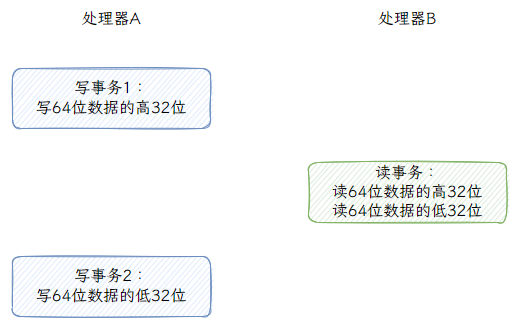 处理器A
处理器B
写事务1：
写64位数据的高32位
读事务：
读64位数据的高32位
读64位数据的低32位
写事务2：
写64位数据的低32位